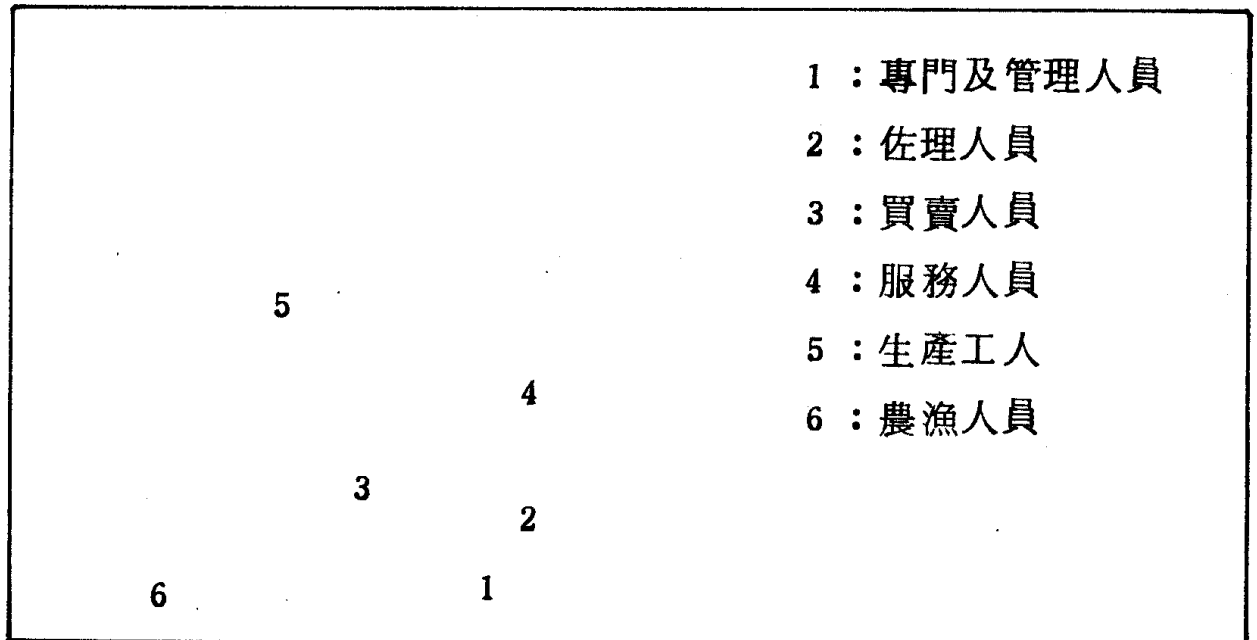 1 ：專門及管理人員
2 ：佐理人員
3 ：買賣人員
4 ：服務人員
5 ：生產工人
6 ：農漁人員
5
4
3
2
6
1